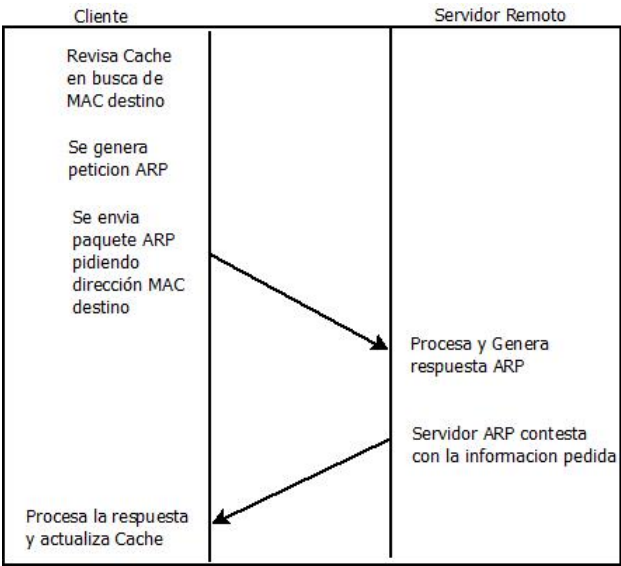 Cliente
Servidor Remoto
Revisa Cache
en busca de
MAC destino
Se genera
peticion ARP
Se envia
paquete ARP
pidiendo
dirección MAC
destino
Procesa y Genera
respuesta ARP
Servidor ARP contesta
con la informacion pedida
Procesa la respuesta
y actualiza Cache